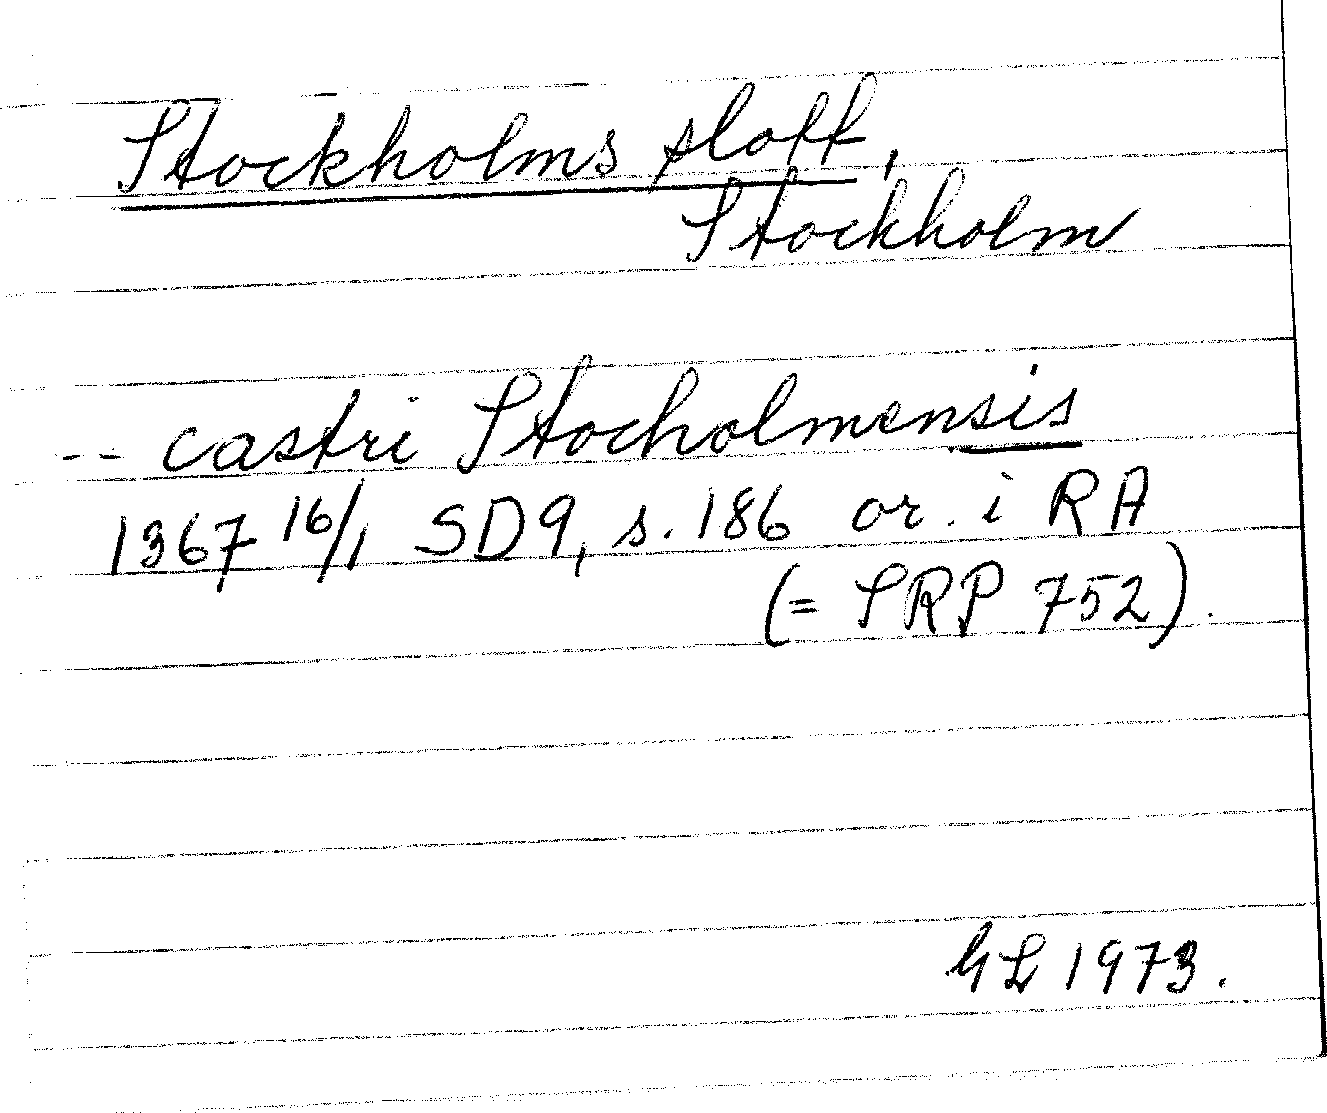 Stockholms slott,
Stockholm
-- castri Stocholmensis
1367 16/1 SD9, s. 186 or. i RA
(= SRP 752).
GL 1973.